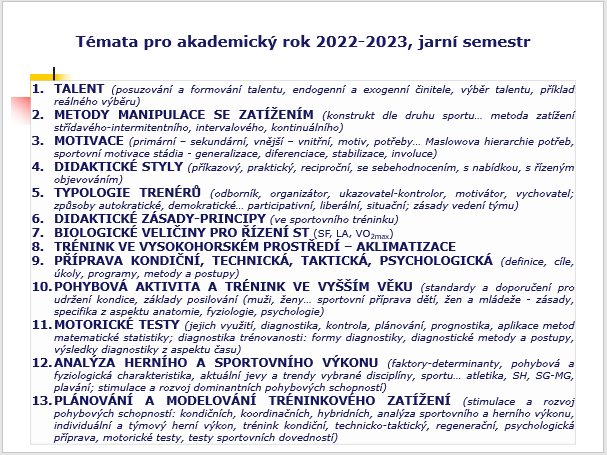 Témata pro akademický rok 2022-2023, jarní semestr
1. TALENT (posuzování a formování talentu, endogenní a exogenní činitele, výběr talentu, příklad
reálného výběru)
2. METODY MANIPULACE SE ZATÍŽENÍM (konstrukt dle druhu sportu… metoda zatížení
střídavého-intermitentního, intervalového, kontinuálního)
3. MOTIVACE (primární – sekundární, vnější – vnitřní, motiv, potřeby… Maslowova hierarchie potřeb,
sportovní motivace stádia - generalizace, diferenciace, stabilizace, involuce)
4. DIDAKTICKÉ STYLY (příkazový, praktický, reciproční, se sebehodnocením, s nabídkou, s řízeným
objevováním)
5. TYPOLOGIE TRENÉRŮ (odborník, organizátor, ukazovatel-kontrolor, motivátor, vychovatel;
způsoby autokratické, demokratické… participativní, liberální, situační; zásady vedení týmu)
6. DIDAKTICKÉ ZÁSADY-PRINCIPY (ve sportovním tréninku)
7. BIOLOGICKÉ VELIČINY PRO ŘÍZENÍ ST (SF, LA, VO2max)
8. TRÉNINK VE VYSOKOHORSKÉM PROSTŘEDÍ – AKLIMATIZACE
9. PŘÍPRAVA KONDIČNÍ, TECHNICKÁ, TAKTICKÁ, PSYCHOLOGICKÁ (definice, cíle,
úkoly, programy, metody a postupy)
10. POHYBOVÁ AKTIVITA A TRÉNINK VE VYŠŠÍM VĚKU (standardy a doporučení pro
udržení kondice, základy posilování (muži, ženy… sportovní příprava dětí, žen a mládeže - zásady,
specifika z aspektu anatomie, fyziologie, psychologie)
11. MOTORICKÉ TESTY (jejich využití, diagnostika, kontrola, plánování, prognostika, aplikace metod
matematické statistiky; diagnostika trénovanosti: formy diagnostiky, diagnostické metody a postupy,
výsledky diagnostiky z aspektu času)
12. ANALÝZA HERNÍHO A SPORTOVNÍHO VÝKONU (faktory-determinanty, pohybová a
fyziologická charakteristika, aktuální jevy a trendy vybrané disciplíny, sportu… atletika, SH, SG-MG,
plavání; stimulace a rozvoj dominantních pohybových schopností)
13. PLÁNOVÁNÍ A MODELOVÁNÍ TRÉNINKOVÉHO ZATÍŽENÍ (stimulace a rozvoj
pohybových schopností: kondičních, koordinačních, hybridních, analýza sportovního a herního výkonu,
individuální a týmový herní výkon, trénink kondiční, technicko-taktický, regenerační, psychologická
příprava, motorické testy, testy sportovních dovedností)